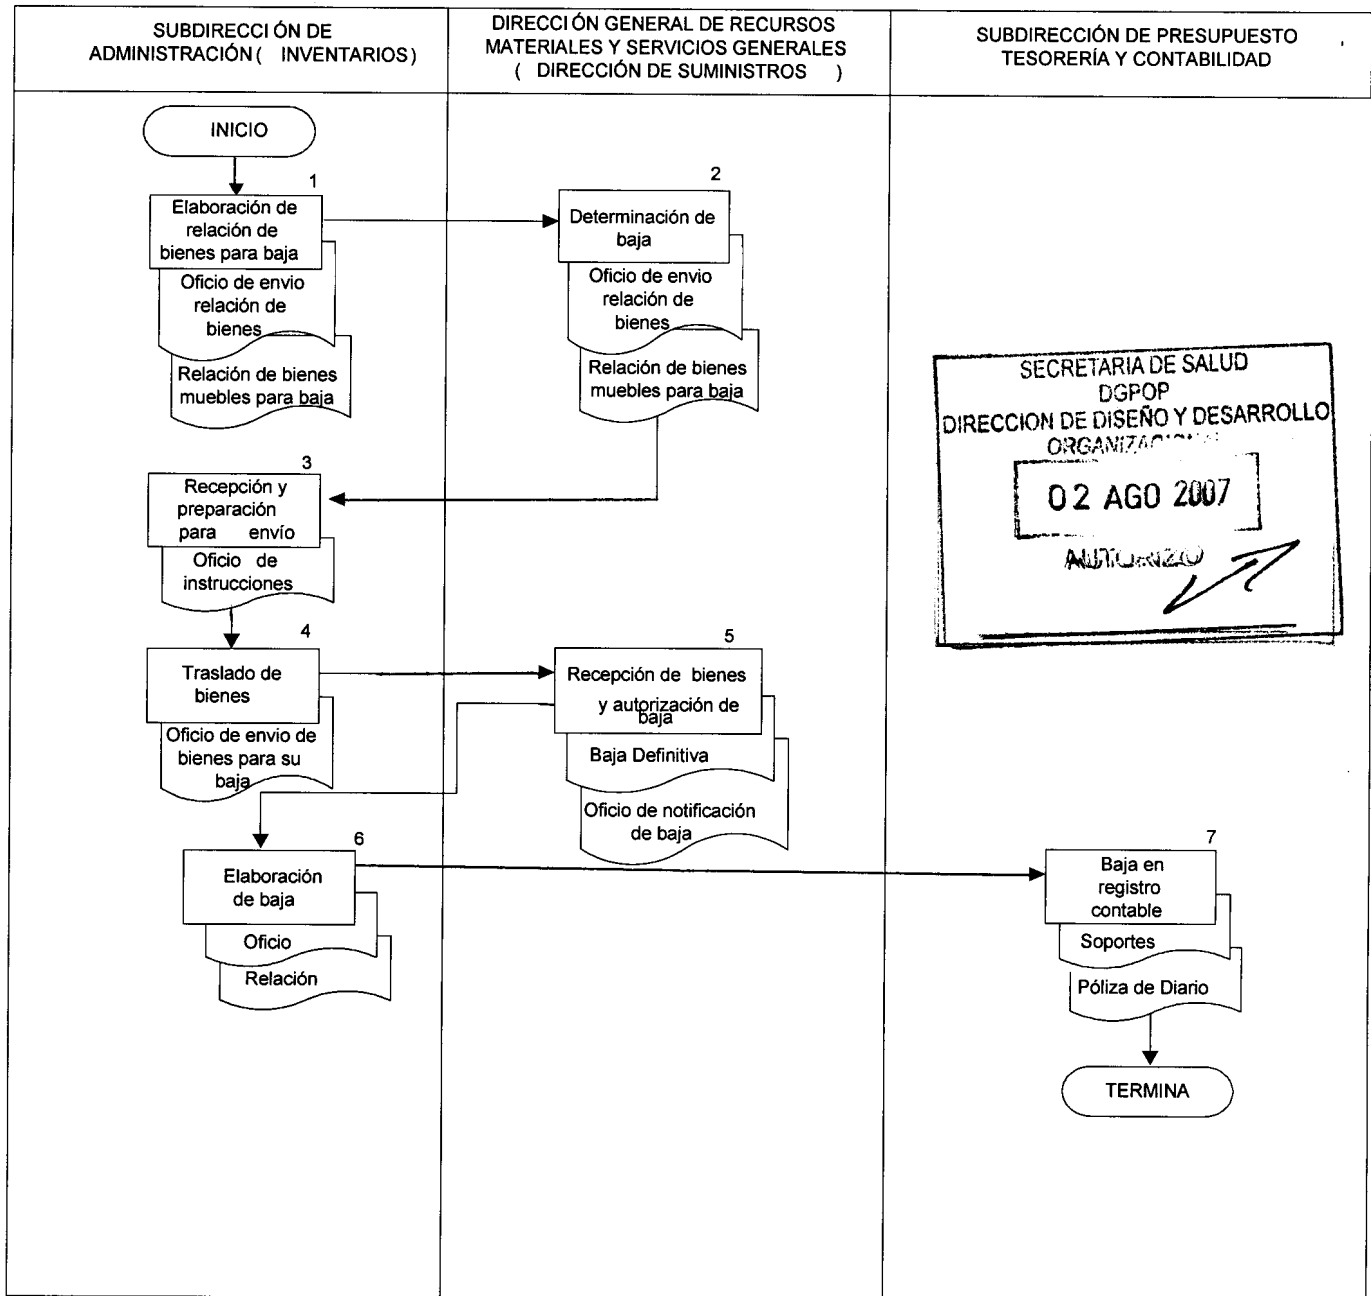 SUBDIRECCIÓN DE
ADMINISTRACIÓN ( INVENTARIOS )
DIRECCIÓN GENERAL DE RECURSOS
MATERIALES Y SERVICIOS GENERALES
( DIRECCIÓN DE SUMINISTROS )
SUBDIRECCIÓN DE PRESUPUESTO
TESORERÍA Y CONTABILIDAD
INICIO
1
Elaboración de
relación de
bienes para baja
Oficio de envio
relación de
bienes
Relación de bienes
muebles para baja
2
Determinación de
baja
Oficio de envio
relación de
bienes
Relación de bienes
muebles para baja
3
Recepción y
preparación
para envío
Oficio de
instrucciones
4
Traslado de
bienes
Oficio de envio de
bienes para su
baja
5
Recepción de bienes
y autorización de
baja
Baja Definitiva
Oficio de notificación
de baja
6
Elaboración
de baja
Oficio
Relación
7
Baja en
registro
contable
Soportes
Póliza de Diario
TERMINA
SECRETARIA DE SALUD
DGPOP
DIRECCION DE DISEÑO Y DESARROLLO
02 AGO 2007
AUTORIZO